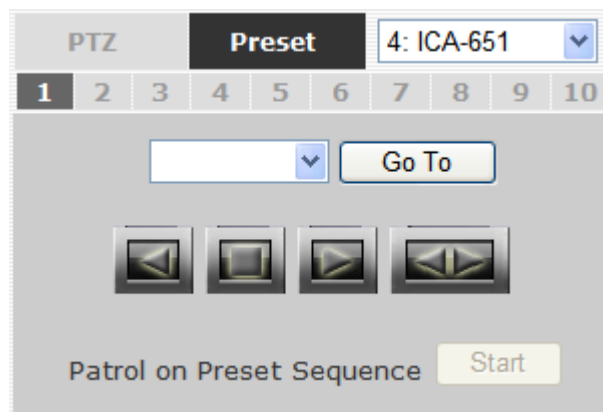 PTZ Preset 4: ICA-651
1 2 3 4 5 6 7 8 9 10
Go To
Patrol on Preset Sequence Start